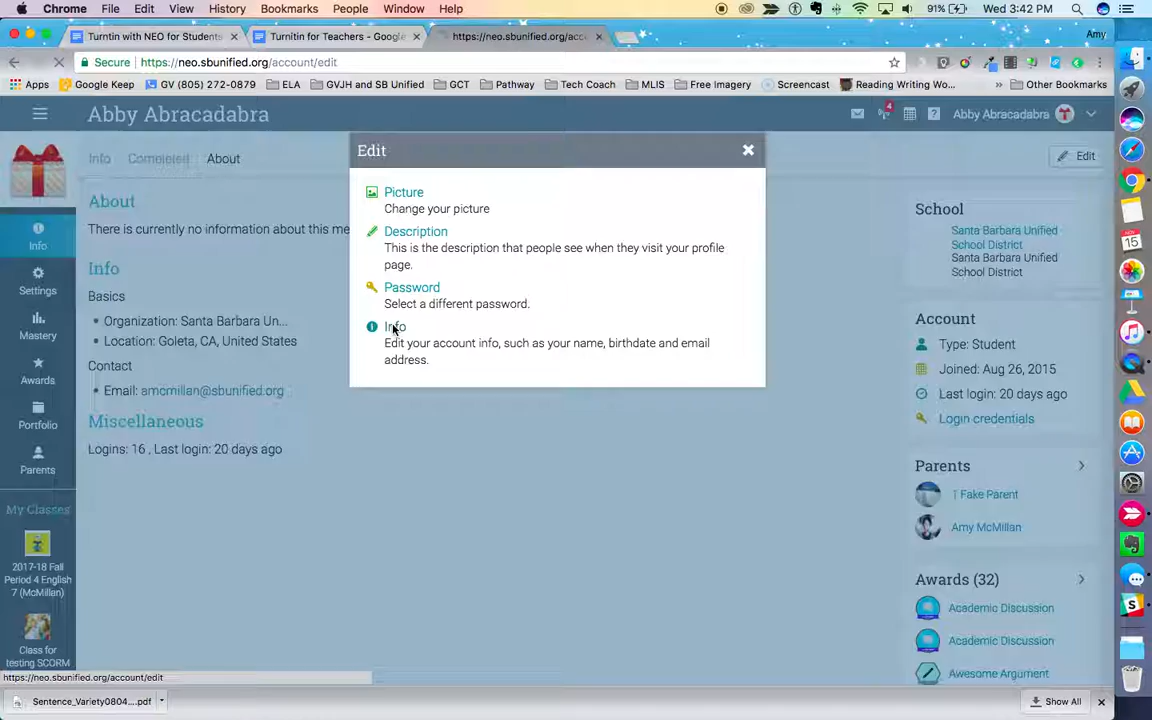 Chrome File Edit View History Bookmarks People Window Help
91% Wed 3:42 PM
Turntin with NEO for Students
Turnitin for Teachers - Google
https://neo.sbunified.org/acc
Amy
Secure https://neo.sbunified.org/account/edit
Apps Google Keep GV (805) 272-0879 ELA GVJH and SB Unified GCT Pathway Tech Coach MLIS Free Imagery Screencast Reading Writing Wo... » Other Bookmarks
Abby Abracadabra
4
Abby Abracadabra
Info Completed About
Edit
Edit
Picture
Change your picture
Description
This is the description that people see when they visit your profile
page.
Password
Select a different password.
Info
Edit your account info, such as your name, birthdate and email
address.
About
There is currently no information about this me
Info
Basics
• Organization: Santa Barbara Un...
• Location: Goleta, CA, United States
Contact
• Email: amcmillan@sbunified.org
Miscellaneous
Logins: 16 , Last login: 20 days ago
Info
Settings
Mastery
Awards
Portfolio
Parents
My Classes
2017-18 Fall
Period 4 English
7 (McMillan)
Class for
testing SCORM
School
Santa Barbara Unified
School District
Santa Barbara Unified
School District
Account
Type: Student
Joined: Aug 26, 2015
Last login: 20 days ago
Login credentials
Parents
1 Fake Parent
Amy McMillan
Awards (32)
Academic Discussion
Academic Discussion
Awesome Argument
NOV
15
https://neo.sbunified.org/account/edit
Sentence_Variety0804....pdf
Show All